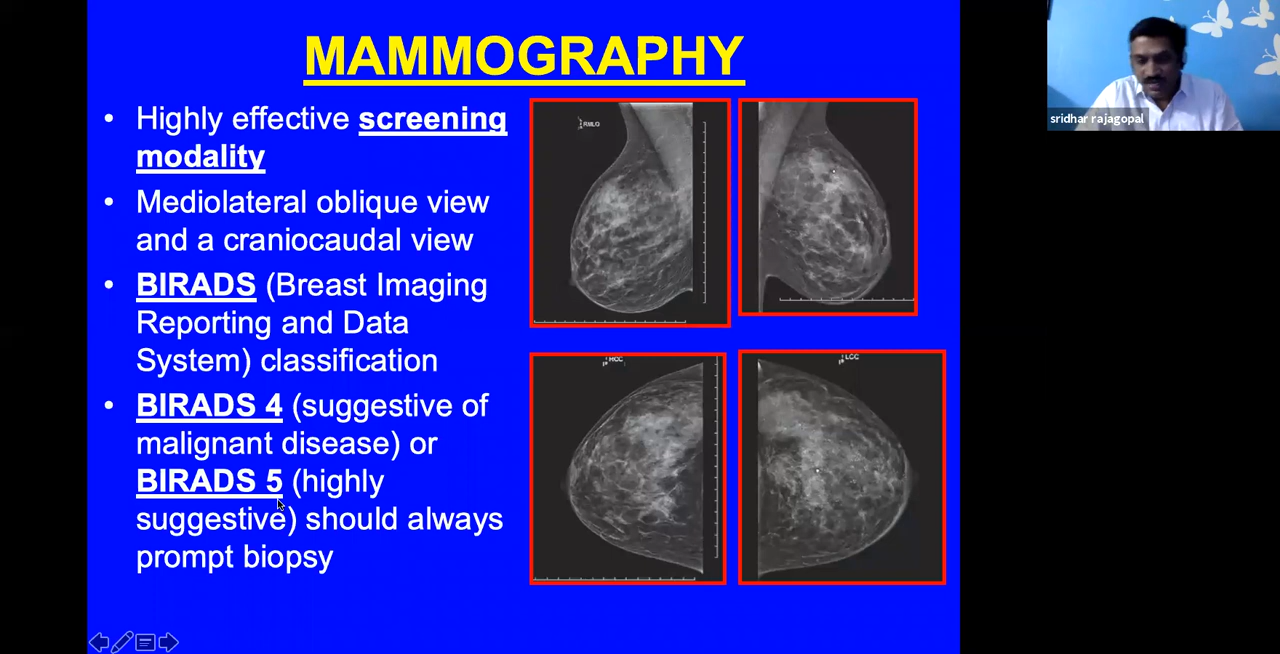 MAMMOGRAPHY
• Highly effective screening
modality
• Mediolateral oblique view
and a craniocaudal view
• BIRADS (Breast Imaging
Reporting and Data
System) classification
• BIRADS 4 (suggestive of
malignant disease) or
BIRADS 5 (highly
suggestive) should always
prompt biopsy
RMLO
RCC
LCC
sridhar rajagopal